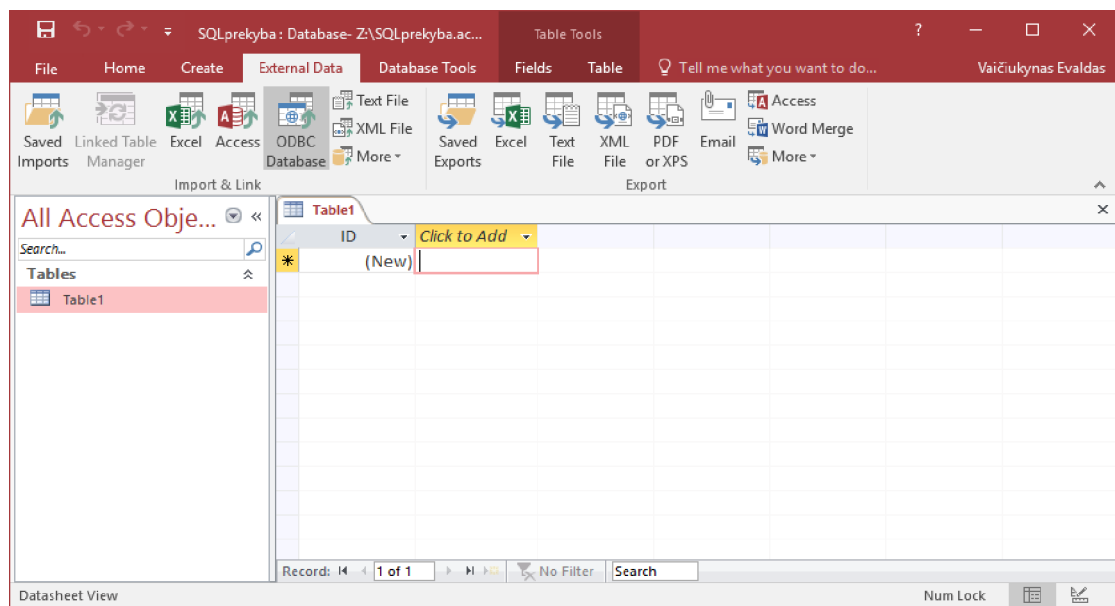 SQLprekyba : Database- Z:\SQLprekyba.ac...
Table Tools
?
File Home Create External Data Database Tools Fields Table Tell me what you want to do... Vaičiukynas Evaldas
Saved Imports
Linked Table Manager
Excel
Access
ODBC Database
Text File
XML File
More
Import & Link
Saved Exports
Excel
Text File
XML File
PDF or XPS
Email
Access
Word Merge
More
Export
All Access Obje... «
Search...
Tables
Table1
Table1
ID Click to Add
(New)
Record: 1 of 1 No Filter Search
Datasheet View Num Lock